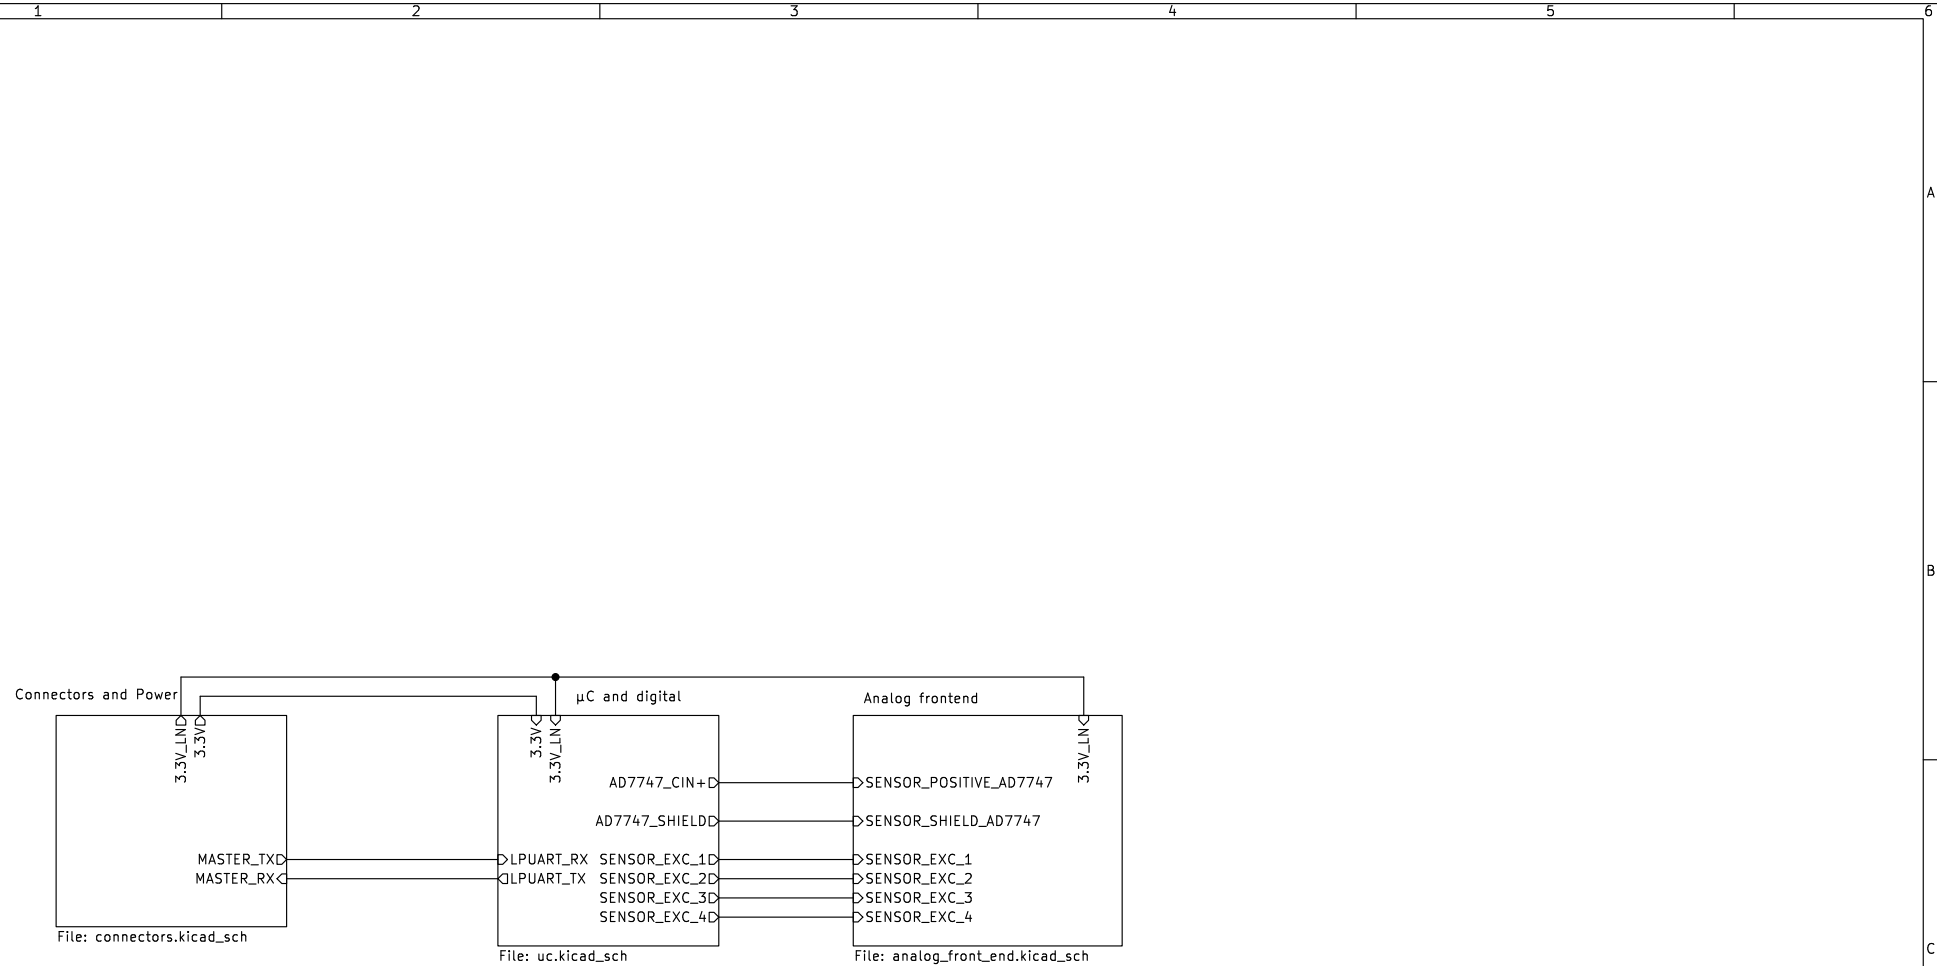 1 2 3 4 5 6
A
B
Connectors and Power
µC and digital
Analog frontend
3.3V_LN
3.3V
3.3V
3.3V_LN
3.3V_LN
AD7747_CIN+ SENSOR_POSITIVE_AD7747
AD7747_SHIELD SENSOR_SHIELD_AD7747
MASTER_TX LPUART_RX SENSOR_EXC_1 SENSOR_EXC_1
MASTER_RX LPUART_TX SENSOR_EXC_2 SENSOR_EXC_2
SENSOR_EXC_3 SENSOR_EXC_3
SENSOR_EXC_4 SENSOR_EXC_4
File: connectors.kicad_sch
File: uc.kicad_sch
File: analog_front_end.kicad_sch
C